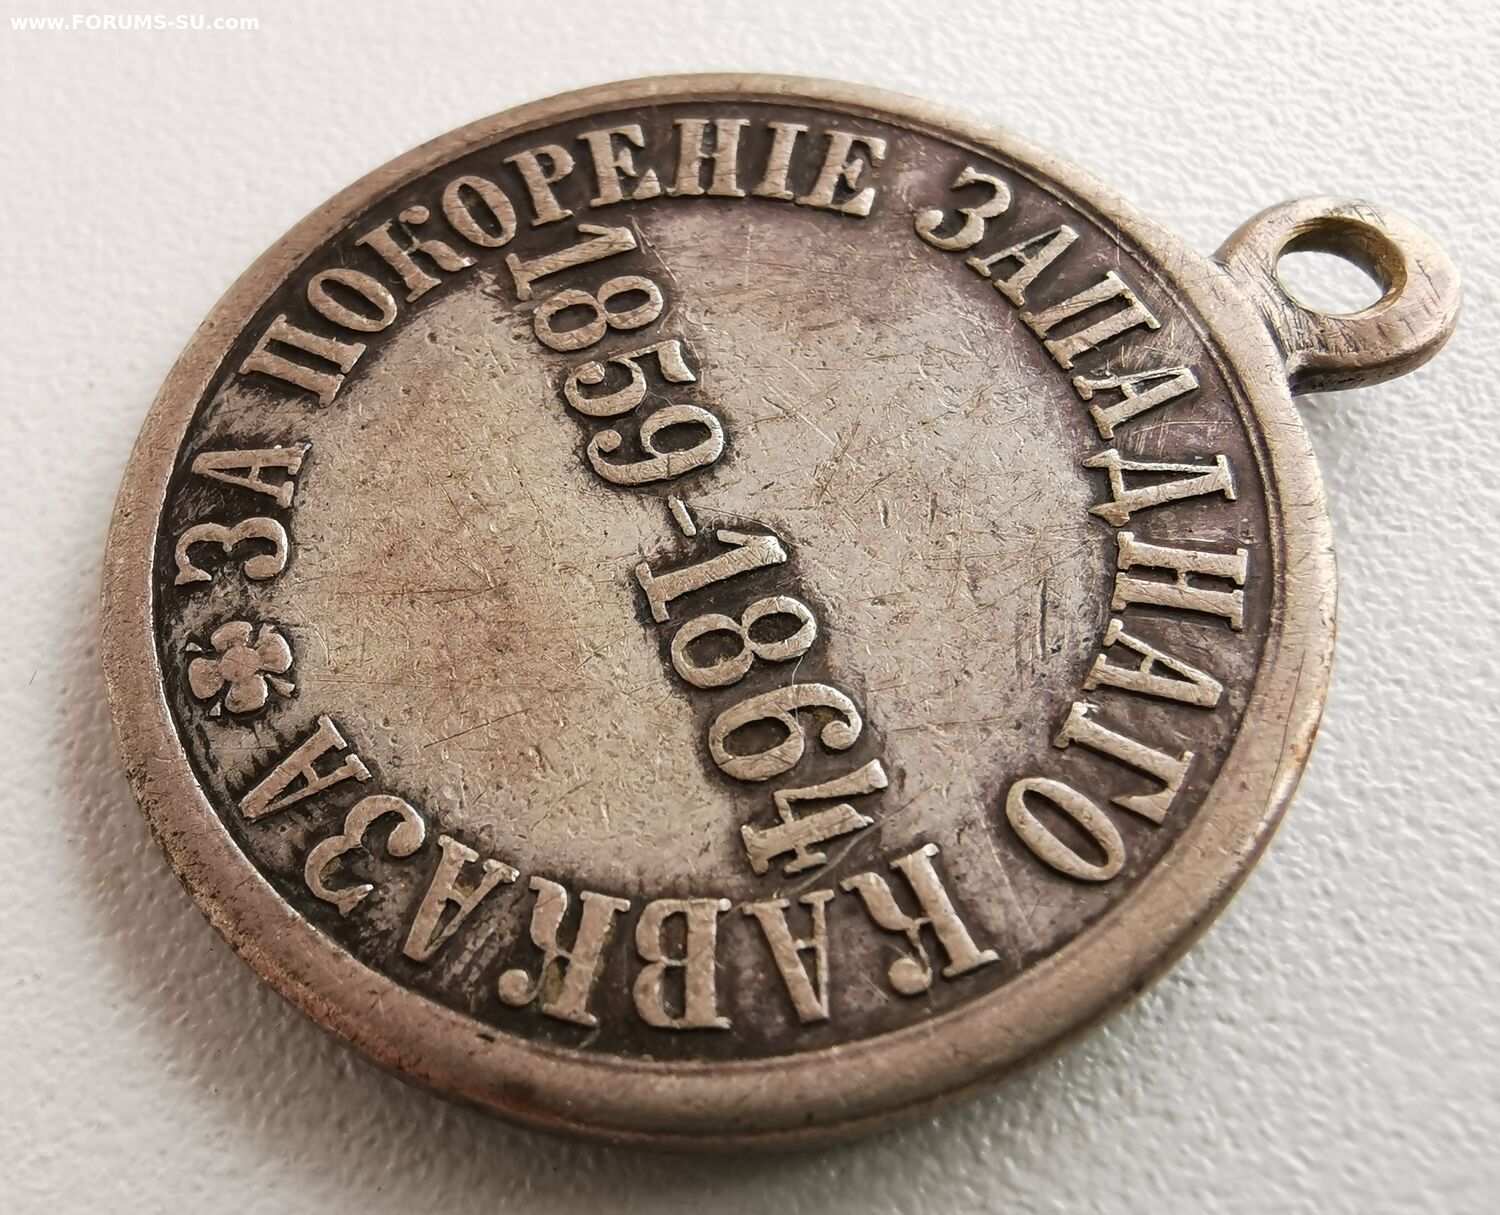 www.FORUMS-SU.com
ЗА ПОКОРЕНІЕ ЗАПАДНАГО КАВКАЗА
1859-1864